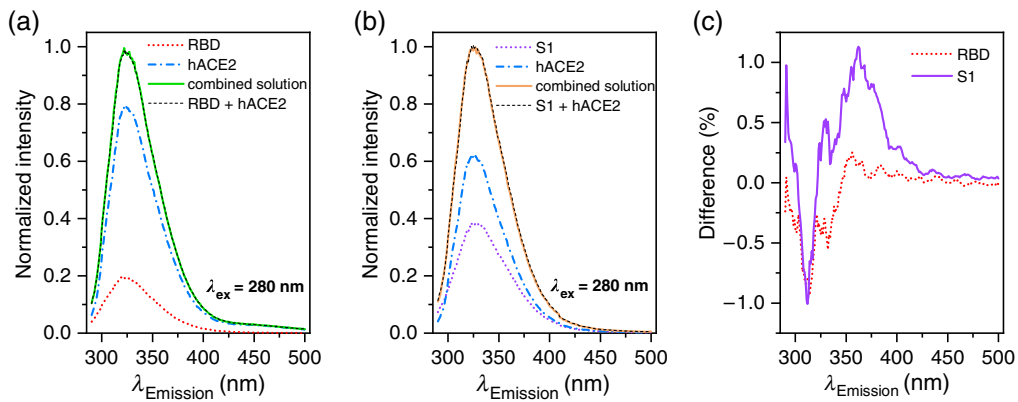 (a)
Normalized intensity
1.0
0.8
0.6
0.4
0.2
0.0
RBD
hACE2
combined solution
RBD + hACE2
λex = 280 nm
300 350 400 450 500
λEmission (nm)
(b)
Normalized intensity
1.0
0.8
0.6
0.4
0.2
0.0
S1
hACE2
combined solution
S1 + hACE2
λex = 280 nm
300 350 400 450 500
λEmission (nm)
(c)
Difference (%)
1.0
0.5
0.0
−0.5
−1.0
RBD
S1
300 350 400 450 500
λEmission (nm)